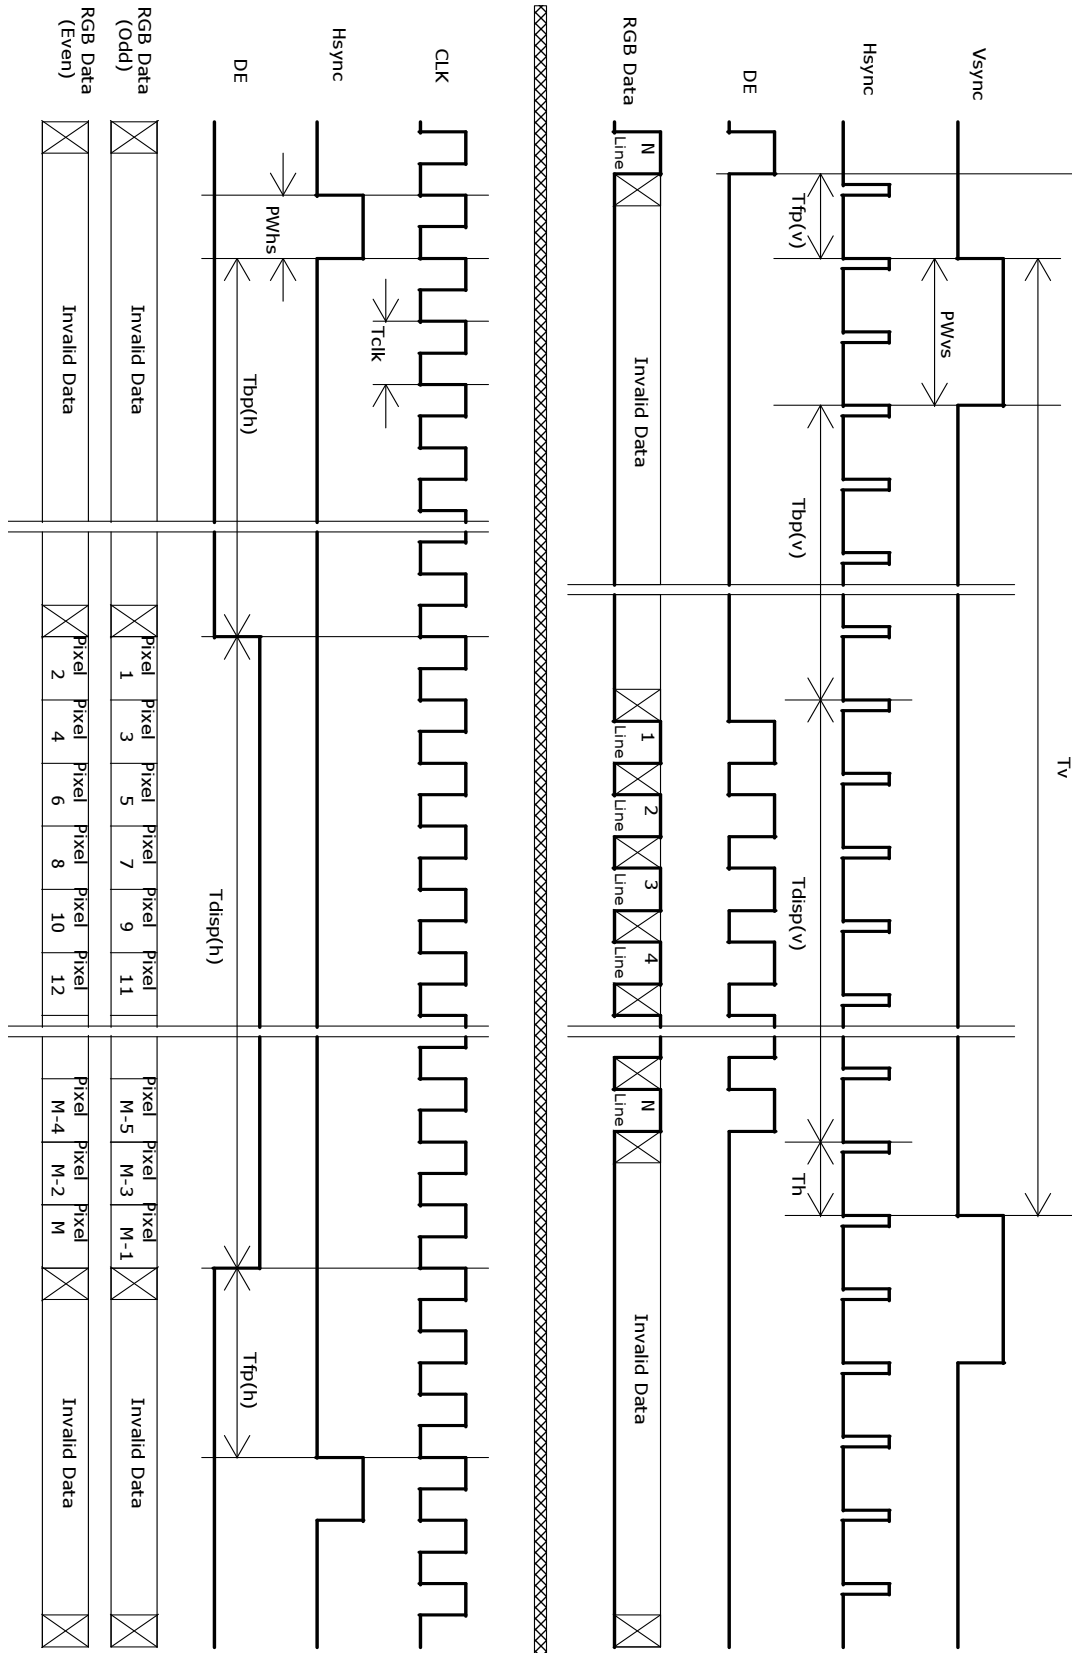 Vsync
Tv
Hsync
PWvs
Tfp(v)
Tbp(v)
Tdisp(v)
Th
DE
RGB Data
Line N
Invalid Data
Line 1
Line 2
Line 3
Line 4
Line N
Invalid Data
CLK
Tclk
Hsync
PWhs
DE
Tbp(h)
Tdisp(h)
Tfp(h)
RGB Data
(Odd)
Invalid Data
Pixel Pixel Pixel Pixel Pixel Pixel
1 3 5 7 9 11
Pixel Pixel Pixel
M-5 M-3 M-1
Invalid Data
RGB Data
(Even)
Invalid Data
Pixel Pixel Pixel Pixel Pixel Pixel
2 4 6 8 10 12
Pixel Pixel Pixel
M-4 M-2 M
Invalid Data